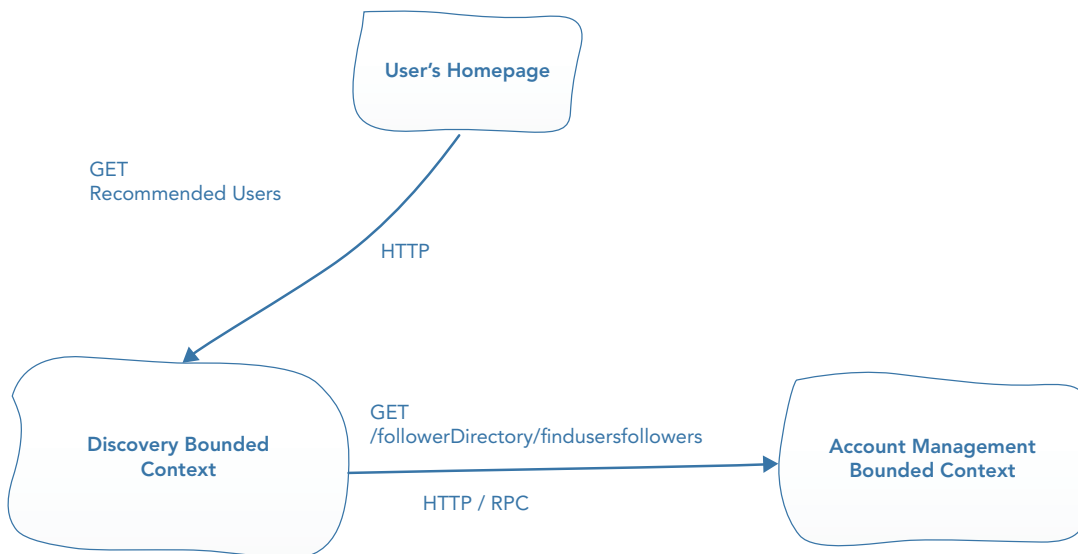 User's Homepage
GET
Recommended Users
HTTP
Discovery Bounded
Context
GET
/followerDirectory/findusersfollowers
HTTP / RPC
Account Management
Bounded Context